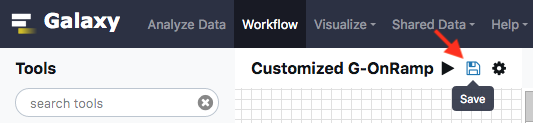 Galaxy Analyze Data Workflow Visualize Shared Data Help
Tools Customized G-OnRamp
search tools Save